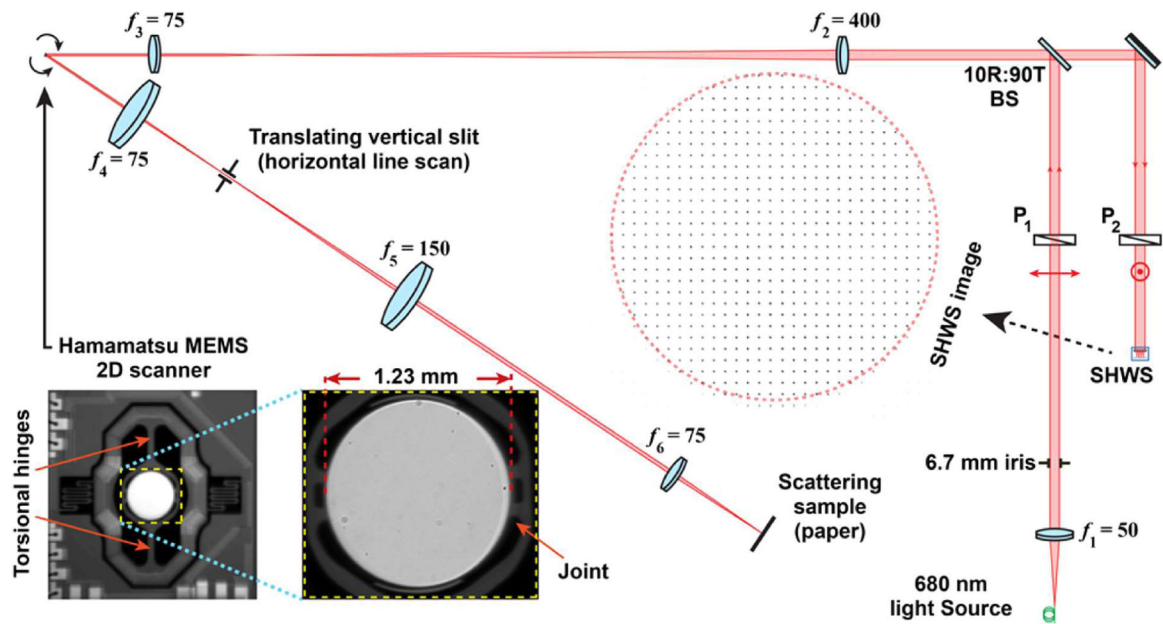 f₃ = 75
f₂ = 400
10R:90T
BS
f₄ = 75
Translating vertical slit
(horizontal line scan)
P₁
P₂
f₅ = 150
SHWS image
SHWS
Hamamatsu MEMS
2D scanner
1.23 mm
Torsional hinges
f₆ = 75
6.7 mm iris
Scattering
sample
(paper)
Joint
f₁ = 50
680 nm
light Source